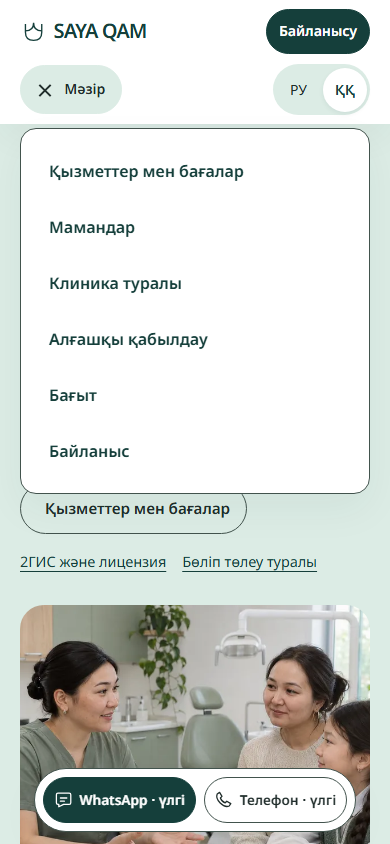 SAYA QAM
Байланысу
Мәзір
РУ
ҚҚ
Қызметтер мен бағалар
Мамандар
Клиника туралы
Алғашқы қабылдау
Бағыт
Байланыс
Қызметтер мен бағалар
2ГИС және лицензия
Бөліп төлеу туралы
WhatsApp · үлгі
Телефон · үлгі